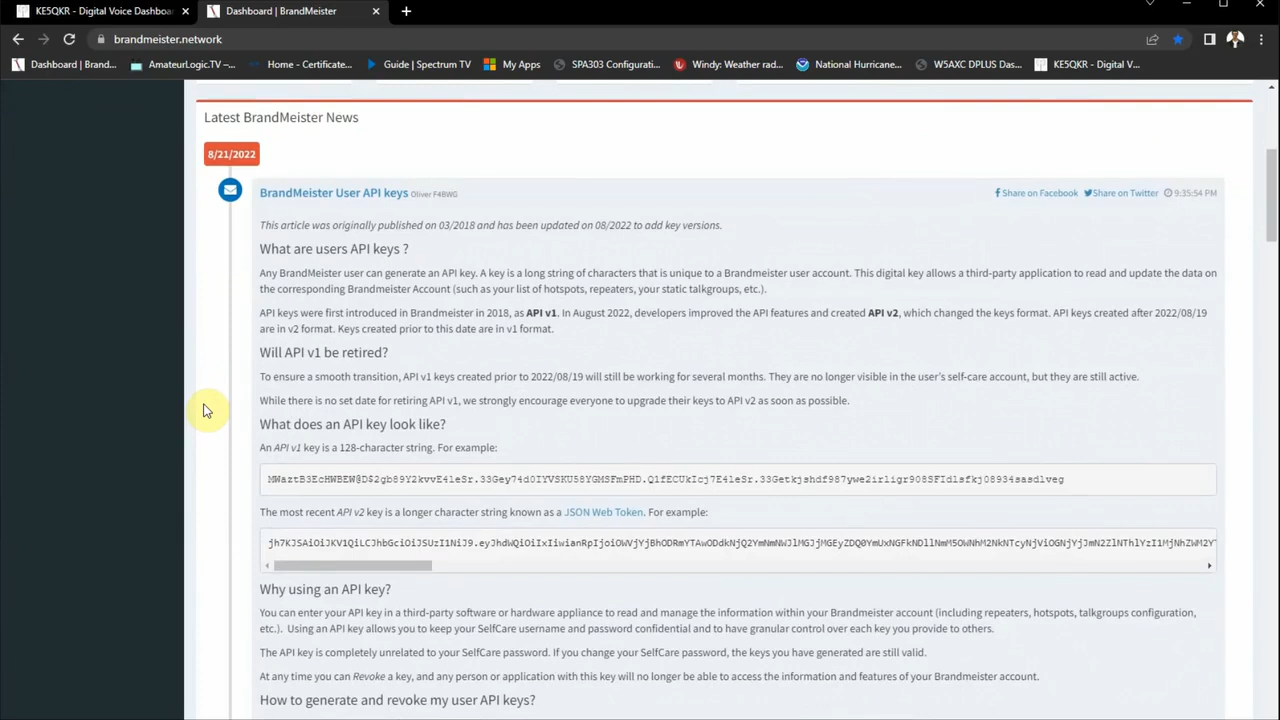 KE5QKR - Digital Voice Dashboa
Dashboard | BrandMeister
brandmeister.network
Dashboard | Brand...
AmateurLogic.TV –...
Home - Certificate...
Guide | Spectrum TV
My Apps
SPA303 Configurati...
Windy: Weather rad...
National Hurricane...
W5AXC DPLUS Das...
KE5QKR - Digital V...
Latest BrandMeister News
8/21/2022
BrandMeister User API keys Oliver F4BWG
Share on Facebook Share on Twitter 9:35:54 PM
This article was originally published on 03/2018 and has been updated on 08/2022 to add key versions.
What are users API keys ?
Any BrandMeister user can generate an API key. A key is a long string of characters that is unique to a Brandmeister user account. This digital key allows a third-party application to read and update the data on
the corresponding Brandmeister Account (such as your list of hotspots, repeaters, your static talkgroups, etc.).
API keys were first introduced in Brandmeister in 2018, as API v1. In August 2022, developers improved the API features and created API v2, which changed the keys format. API keys created after 2022/08/19
are in v2 format. Keys created prior to this date are in v1 format.
Will API v1 be retired?
To ensure a smooth transition, API v1 keys created prior to 2022/08/19 will still be working for several months. They are no longer visible in the user's self-care account, but they are still active.
While there is no set date for retiring API v1, we strongly encourage everyone to upgrade their keys to API v2 as soon as possible.
What does an API key look like?
An API v1 key is a 128-character string. For example:
MWaztB3EcHWBEW@D$2gb89Y2kvvE4leSr.33Gey74d0IYVSKU58YGMSFmPHD.Q1fECUkIcj7E4leSr.33Getkjshdf987ywe2irligr908SFIdlsfkj08934sasdlveg
The most recent API v2 key is a longer character string known as a JSON Web Token. For example:
jh7KJSAiOiJKV1QiLCJhbGciOiJSUzI1NiJ9.eyJhdWQiOiIxIiwianRpIjoiOWVjYjBhODRmYTAwODdkNjQ2YmNmNWJlMGJjMGEyZDQ0YmUxNGFkNDllNmM5OWNhM2NkNTcyNjViOGNjYjJmN2ZlNThlYzI1MjNhZWM2Y
Why using an API key?
You can enter your API key in a third-party software or hardware appliance to read and manage the information within your Brandmeister account (including repeaters, hotspots, talkgroups configuration,
etc.). Using an API key allows you to keep your SelfCare username and password confidential and to have granular control over each key you provide to others.
The API key is completely unrelated to your SelfCare password. If you change your SelfCare password, the keys you have generated are still valid.
At any time you can Revoke a key, and any person or application with this key will no longer be able to access the information and features of your Brandmeister account.
How to generate and revoke my user API keys?